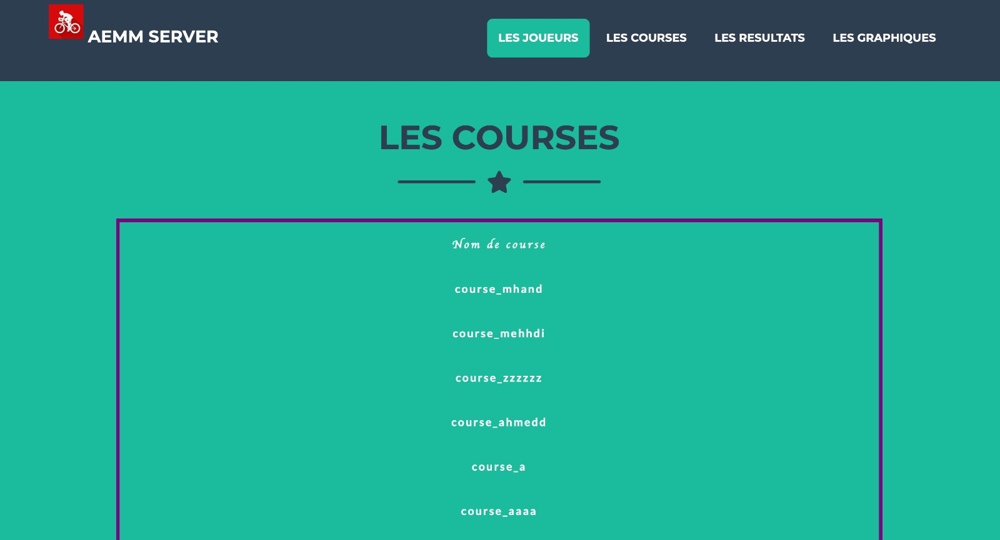 AEMM SERVER
LES JOUEURS LES COURSES LES RESULTATS LES GRAPHIQUES
LES COURSES
Nom de course
course_mhand
course_mehhdi
course_zzzzzz
course_ahmedd
course_a
course_aaaa